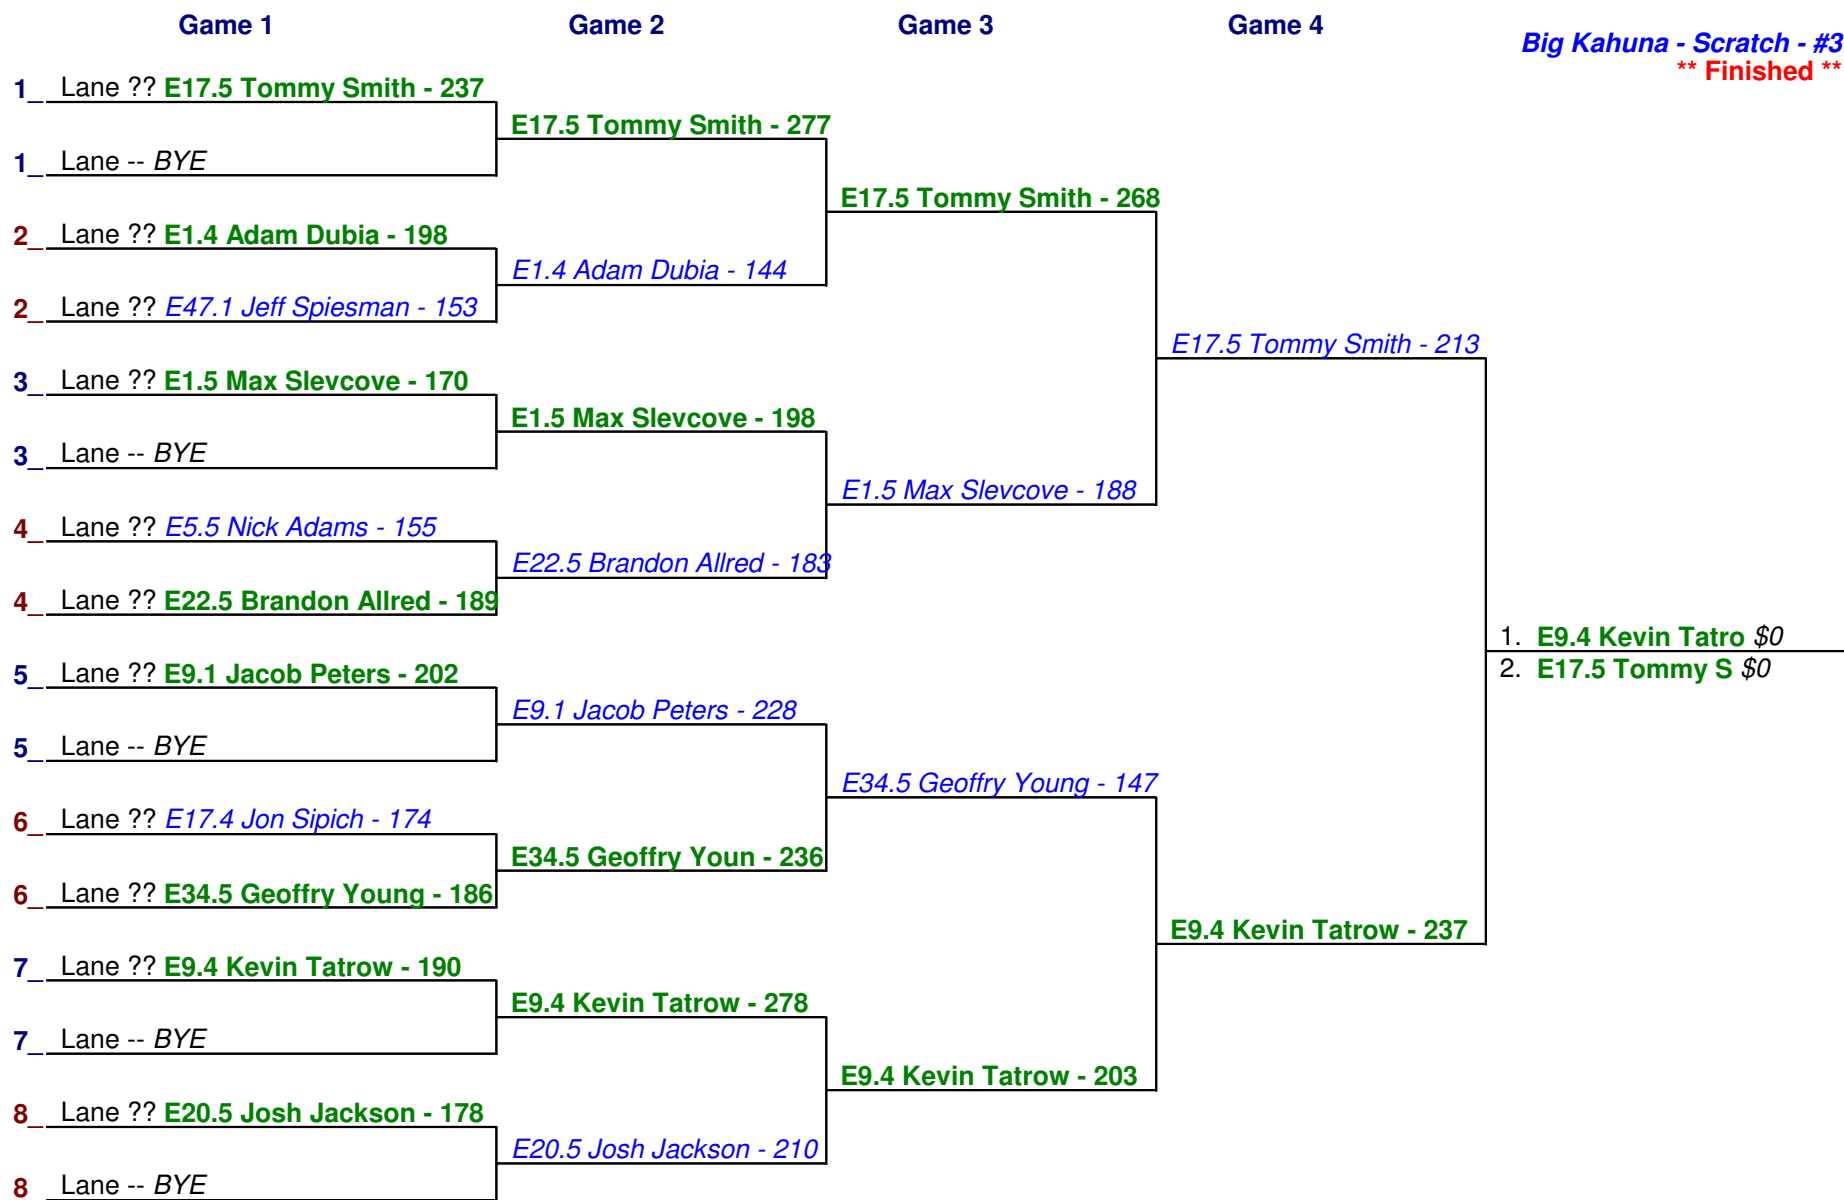 Game 1 Game 2 Game 3 Game 4
Big Kahuna - Scratch - #3
** Finished **
1_ Lane ?? E17.5 Tommy Smith - 237
E17.5 Tommy Smith - 277
1_ Lane -- BYE
E17.5 Tommy Smith - 268
2_ Lane ?? E1.4 Adam Dubia - 198
E1.4 Adam Dubia - 144
2_ Lane ?? E47.1 Jeff Spiesman - 153
E17.5 Tommy Smith - 213
3_ Lane ?? E1.5 Max Slevcove - 170
E1.5 Max Slevcove - 198
3_ Lane -- BYE
E1.5 Max Slevcove - 188
4_ Lane ?? E5.5 Nick Adams - 155
E22.5 Brandon Allred - 183
4_ Lane ?? E22.5 Brandon Allred - 189
1. E9.4 Kevin Tatro $0
2. E17.5 Tommy S $0
5_ Lane ?? E9.1 Jacob Peters - 202
E9.1 Jacob Peters - 228
5_ Lane -- BYE
E34.5 Geoffry Young - 147
6_ Lane ?? E17.4 Jon Sipich - 174
E34.5 Geoffry Youn - 236
6_ Lane ?? E34.5 Geoffry Young - 186
E9.4 Kevin Tatrow - 237
7_ Lane ?? E9.4 Kevin Tatrow - 190
E9.4 Kevin Tatrow - 278
7_ Lane -- BYE
E9.4 Kevin Tatrow - 203
8_ Lane ?? E20.5 Josh Jackson - 178
E20.5 Josh Jackson - 210
8 Lane -- BYE